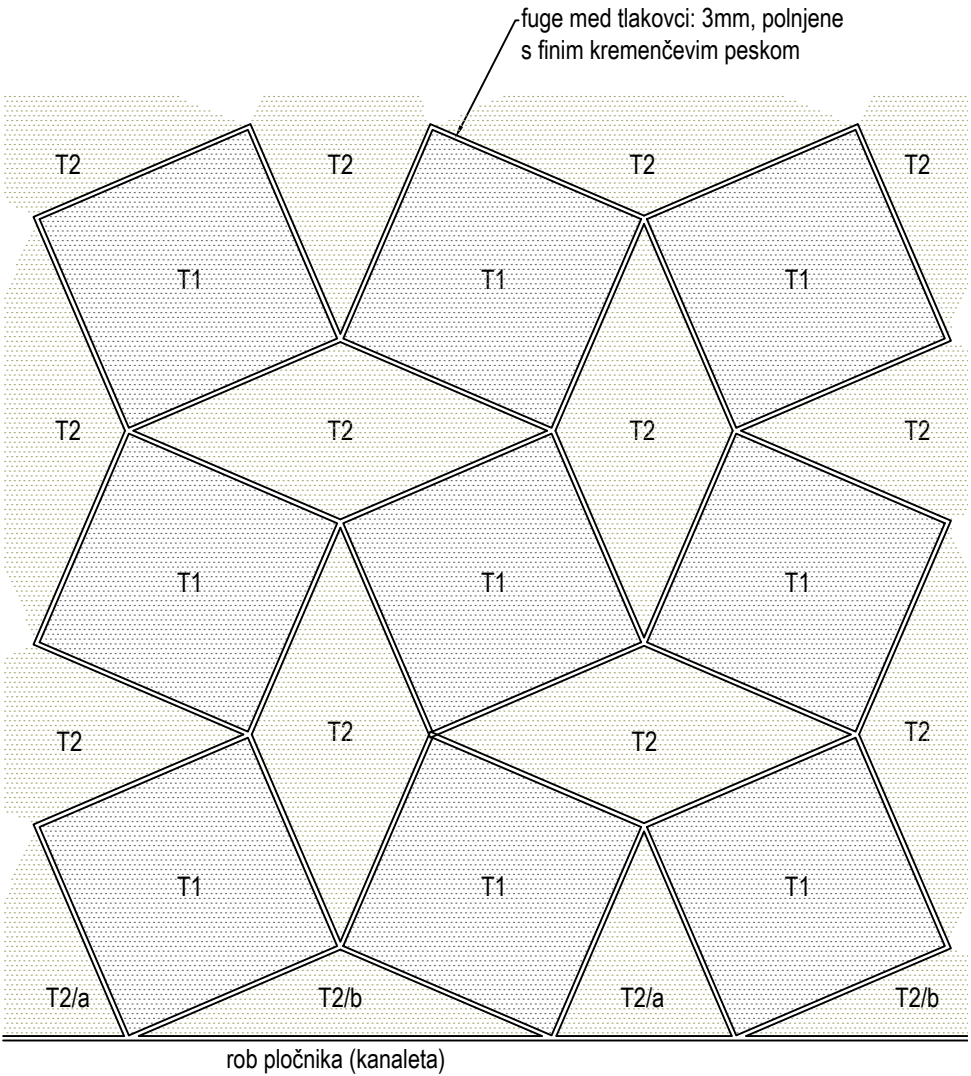 fuge med tlakovci: 3mm, polnjene
s finim kremenčevim peskom
T2 T2 T2 T2
T1 T1 T1
T2 T2 T2 T2
T1 T1 T1
T2 T2 T2 T2
T1 T1 T1
T2/a T2/b T2/a T2/b
rob pločnika (kanaleta)